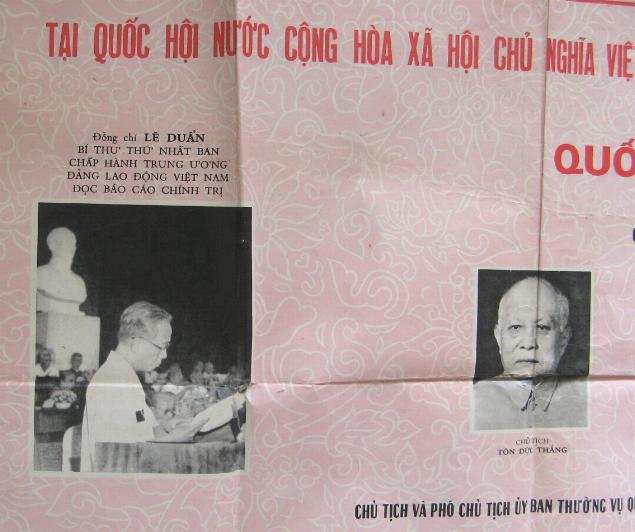 TẠI QUỐC HỘI NƯỚC CỘNG HÒA XÃ HỘI CHỦ NGHĨA VIỆ
Đồng chí LÊ DUẨN
BÍ THƯ THỨ NHẤT BAN
CHẤP HÀNH TRUNG ƯƠNG
ĐẢNG LAO ĐỘNG VIỆT NAM
ĐỌC BÁO CÁO CHÍNH TRỊ
QUỐ
CHỦ TỊCH
TÔN ĐỨC THẮNG
CHỦ TỊCH VÀ PHÓ CHỦ TỊCH ỦY BAN THƯỜNG VỤ Q